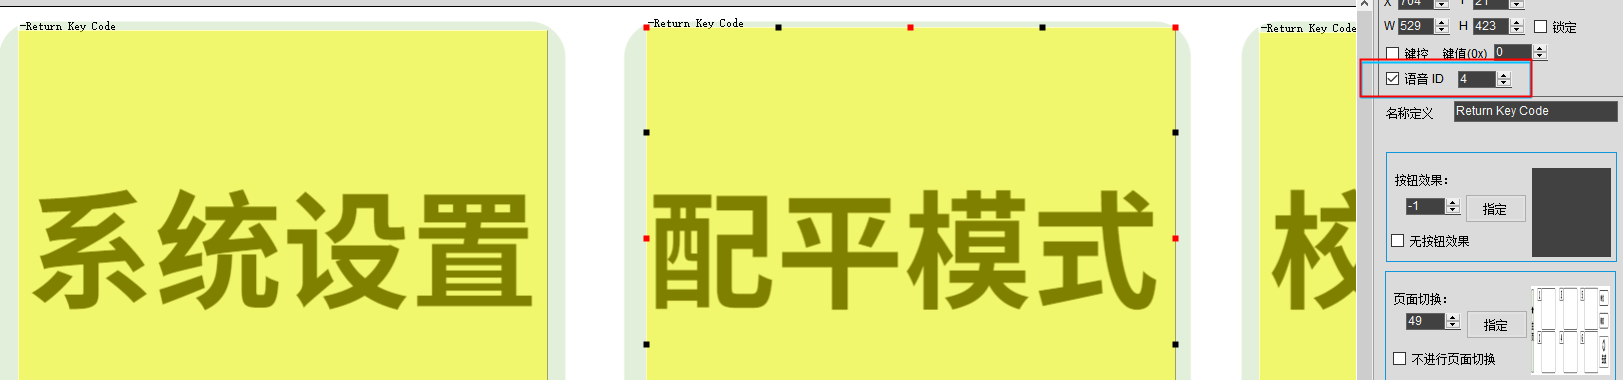 -Return Key Code
系统设置
-Return Key Code
配平模式
-Return Key Code
校
X 704 Y 21
W 529 H 423 锁定
键控 键值(0x) 0
语音 ID 4
名称定义 Return Key Code
按钮效果:
-1 指定
无按钮效果
页面切换:
49 指定
不进行页面切换